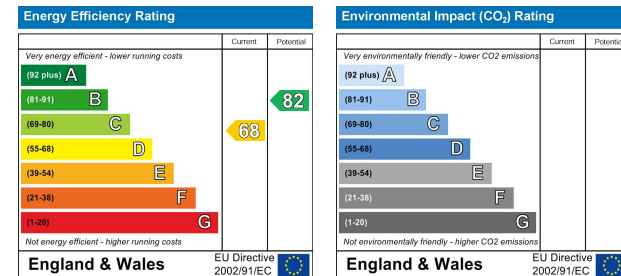 Energy Efficiency Rating
Current Potential
Very energy efficient - lower running costs
(92 plus) A
(81-91) B
82
(69-80) C
68
(55-68) D
(39-54) E
(21-38) F
(1-20) G
Not energy efficient - higher running costs
England & Wales
EU Directive
2002/91/EC
Environmental Impact (CO₂) Rating
Current Potentia
Very environmentally friendly - lower CO2 emissions
(92 plus) A
(81-91) B
(69-80) C
(55-68) D
(39-54) E
(21-38) F
(1-20) G
Not environmentally friendly - higher CO2 emissions
England & Wales
EU Directive
2002/91/EC